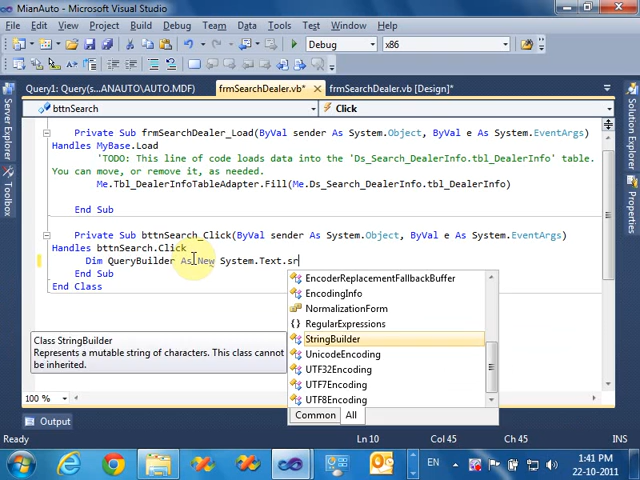 MianAuto - Microsoft Visual Studio
File Edit View Project Build Debug Team Data Tools Test Window Help
Debug x86
Query1: Query(s...ANAUTO\AUTO.MDF) frmSearchDealer.vb* frmSearchDealer.vb [Design]*
bttnSearch Click
Private Sub frmSearchDealer_Load(ByVal sender As System.Object, ByVal e As System.EventArgs)
Handles MyBase.Load
'TODO: This line of code loads data into the 'Ds_Search_DealerInfo.tbl_DealerInfo' table.
You can move, or remove it, as needed.
Me.Tbl_DealerInfoTableAdapter.Fill(Me.Ds_Search_DealerInfo.tbl_DealerInfo)
End Sub
Private Sub bttnSearch_Click(ByVal sender As System.Object, ByVal e As System.EventArgs)
Handles bttnSearch.Click
Dim QueryBuilder As New System.Text.sr
End Sub
End Class
EncoderReplacementFallbackBuffer
EncodingInfo
NormalizationForm
RegularExpressions
StringBuilder
UnicodeEncoding
UTF32Encoding
UTF7Encoding
UTF8Encoding
Common All
Class StringBuilder
Represents a mutable string of characters. This class cannot
be inherited.
Server Explorer
Toolbox
Solution Explorer
Properties
100 %
Output
Ready Ln 10 Col 45 Ch 45
EN 1:41 PM